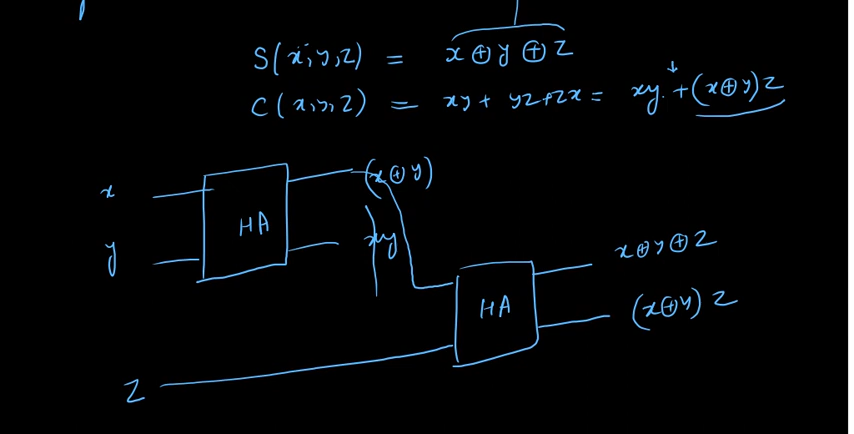 S(x,y,z) = x ⊕ y ⊕ z
C(x,y,z) = xy + yz + zx = xy + (x⊕y)z
x
(x⊕y)
HA
y
xy
x⊕y⊕z
HA
(x⊕y) z
z